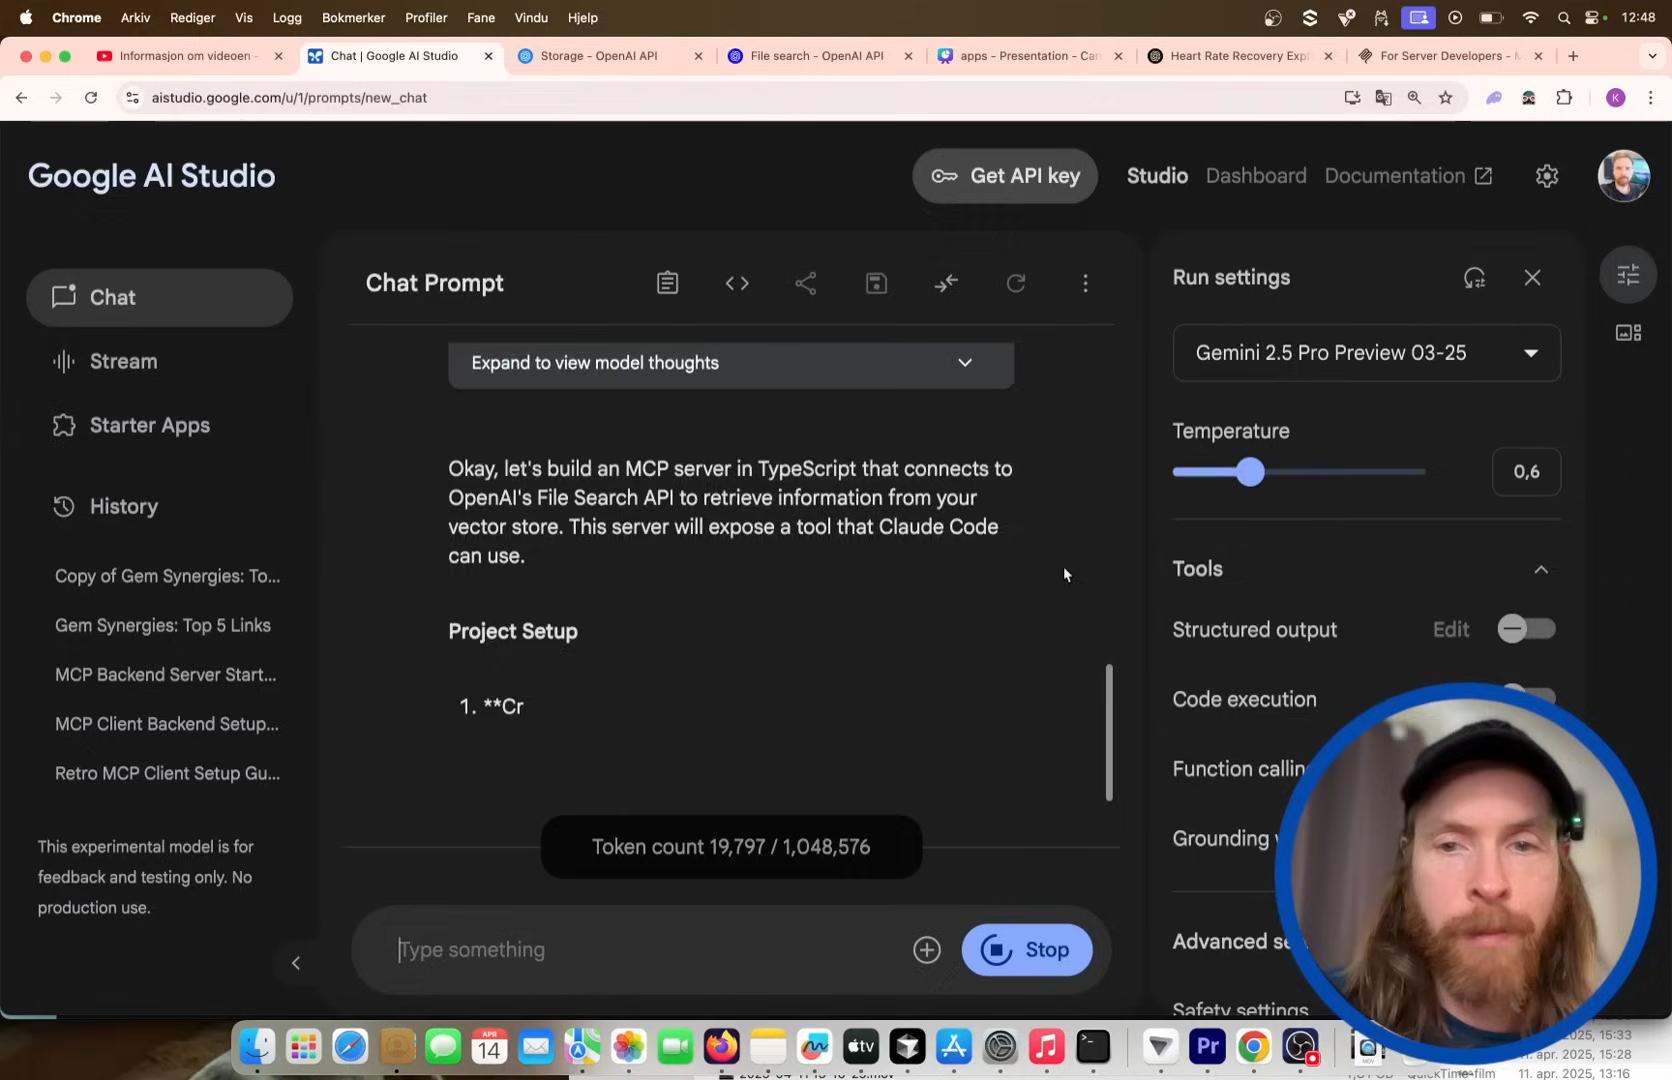 Chrome Arkiv Rediger Vis Logg Bokmerker Profiler Fane Vindu Hjelp 12:48
Informasjon om videoen - Chat | Google AI Studio Storage - OpenAI API File search - OpenAI API apps - Presentation - Can Heart Rate Recovery Exp For Server Developers -
aistudio.google.com/u/1/prompts/new_chat K
Google AI Studio
Get API key
Studio Dashboard Documentation
Chat
Stream
Starter Apps
History
Copy of Gem Synergies: To...
Gem Synergies: Top 5 Links
MCP Backend Server Start...
MCP Client Backend Setup...
Retro MCP Client Setup Gu...
This experimental model is for
feedback and testing only. No
production use.
Chat Prompt
Expand to view model thoughts
Okay, let's build an MCP server in TypeScript that connects to
OpenAI's File Search API to retrieve information from your
vector store. This server will expose a tool that Claude Code
can use.
Project Setup
1. **Cr
Token count 19,797 / 1,048,576
Type something
Stop
Run settings
Gemini 2.5 Pro Preview 03-25
Temperature
0,6
Tools
Structured output Edit
Code execution
Function calling
Grounding
Advanced se
Safety settings
APR
14
tv
Pr
15:33
11. apr. 2025, 15:28
QuickTime-film 11. apr. 2025, 13:16